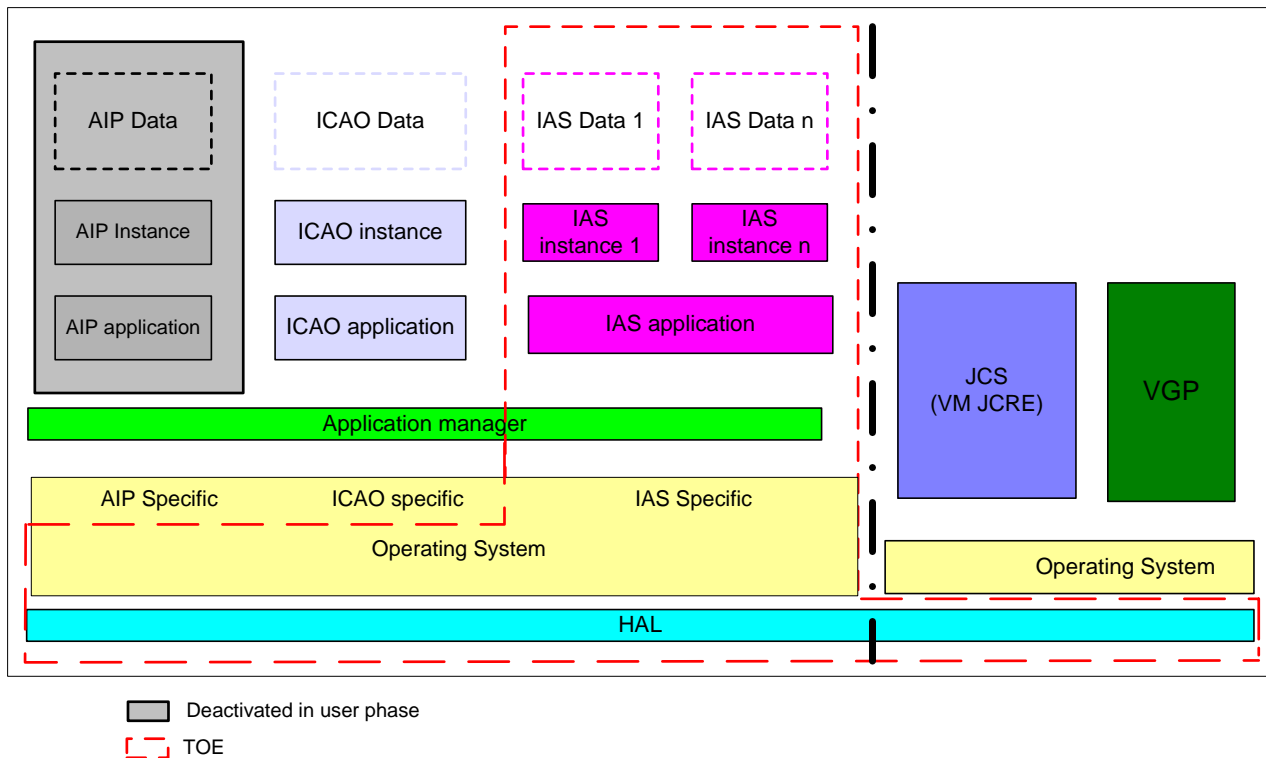 AIP Data
ICAO Data
IAS Data 1
IAS Data n
AIP Instance
ICAO instance
IAS
instance 1
IAS
instance n
AIP application
ICAO application
IAS application
JCS
(VM JCRE)
VGP
Application manager
AIP Specific
ICAO specific
IAS Specific
Operating System
Operating System
HAL
Deactivated in user phase
TOE